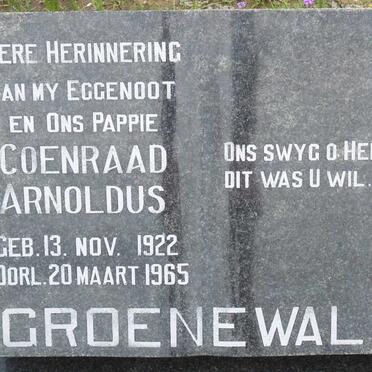 ERE HERINNERING
AN MY EGGENOOT
EN ONS PAPPIE
COENRAAD
ARNOLDUS
GEB. 13. NOV. 1922
OORL. 20 MAART 1965
ONS SWYG O HE
DIT WAS U WIL.
GROENEWAL